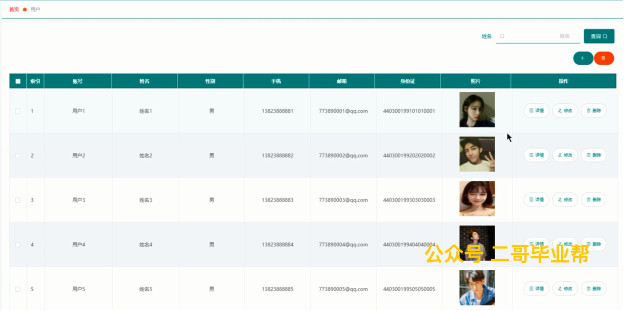 首页 用户
姓名 姓名 查询
索引 账号 姓名 性别 手机 邮箱 身份证 照片 操作
1 用户1 姓名1 男 13823888881 773890001@qq.com 440300199101010001 详情 修改 删除
2 用户2 姓名2 男 13823888882 773890002@qq.com 440300199202020002 详情 修改 删除
3 用户3 姓名3 男 13823888883 773890003@qq.com 440300199303030003 详情 修改 删除
4 用户4 姓名4 男 13823888884 773890004@qq.com 440300199404040004 详情 修改 删除
公众号 二哥毕业帮
5 用户5 姓名5 男 13823888885 773890005@qq.com 440300199505050005 详情 修改 删除